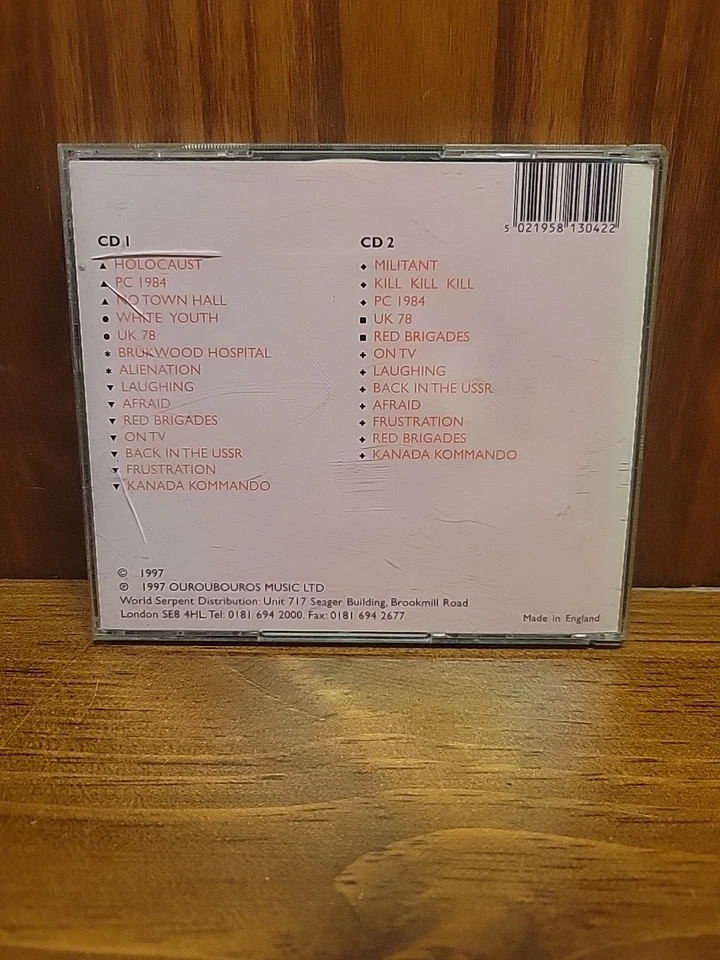 5 021958 130422
CD 1
▲ HOLOCAUST
▲ PC 1984
▲ NO TOWN HALL
● WHITE YOUTH
● UK 78
* BRUKWOOD HOSPITAL
* ALIENATION
▼ LAUGHING
▼ AFRAID
▼ RED BRIGADES
▼ ON TV
▼ BACK IN THE USSR
▼ FRUSTRATION
▼ KANADA KOMMANDO
CD 2
◆ MILITANT
◆ KILL KILL KILL
◆ PC 1984
■ UK 78
■ RED BRIGADES
✚ ON TV
✚ LAUGHING
✚ BACK IN THE USSR
✚ AFRAID
✚ FRUSTRATION
✚ RED BRIGADES
✚ KANADA KOMMANDO
© 1997
℗ 1997 OUROUBOUROS MUSIC LTD
World Serpent Distribution: Unit 717 Seager Building, Brookmill Road
London SE8 4HL. Tel: 0181 694 2000. Fax: 0181 694 2677
Made in England